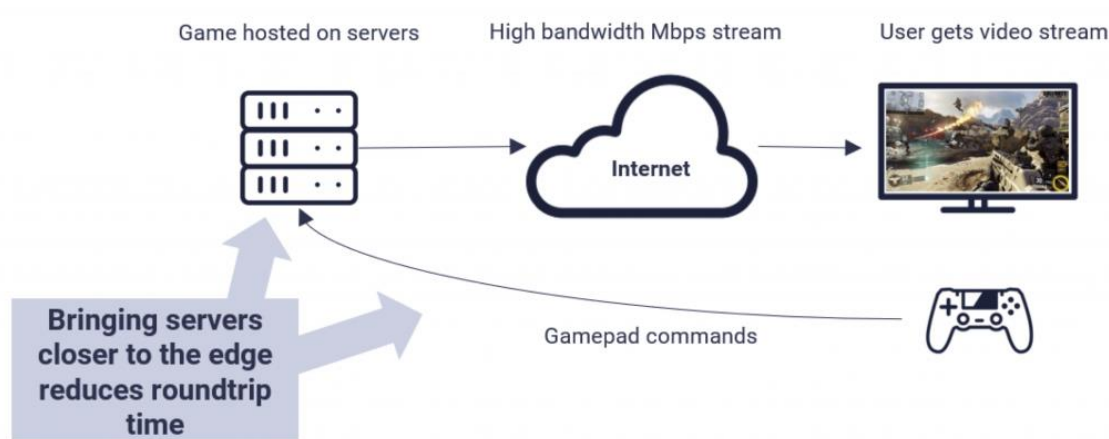 Game hosted on servers
High bandwidth Mbps stream
User gets video stream
Internet
Gamepad commands
Bringing servers
closer to the edge
reduces roundtrip
time